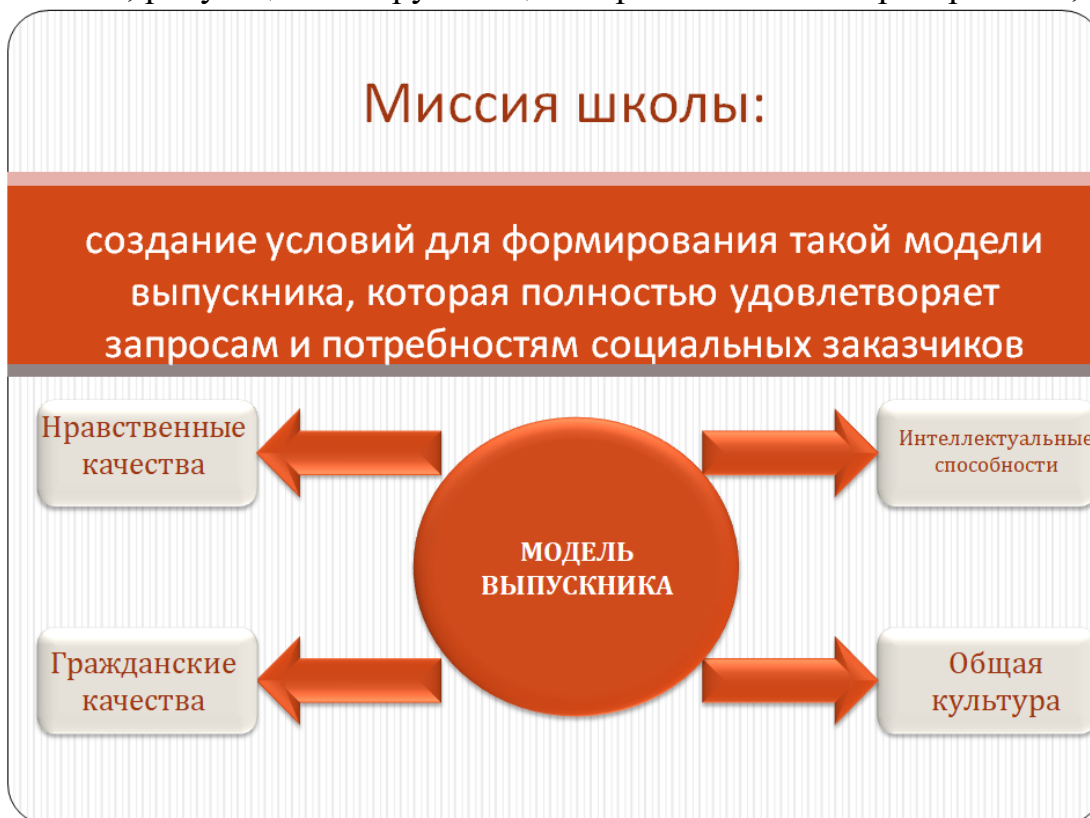 Миссия школы:
создание условий для формирования такой модели
выпускника, которая полностью удовлетворяет
запросам и потребностям социальных заказчиков
Нравственные
качества
Интеллектуальные
способности
МОДЕЛЬ
ВЫПУСКНИКА
Гражданские
качества
Общая
культура